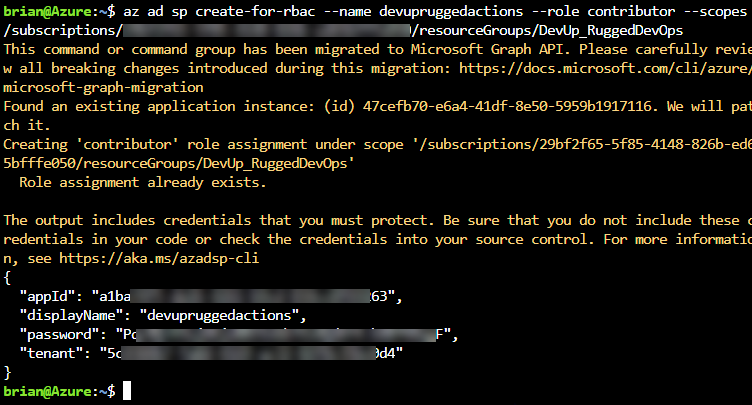 brian@Azure:~$ az ad sp create-for-rbac --name devupruggedactions --role contributor --scopes
/subscriptions/ /resourceGroups/DevUp_RuggedDevOps
This command or command group has been migrated to Microsoft Graph API. Please carefully revie
w all breaking changes introduced during this migration: https://docs.microsoft.com/cli/azure/
microsoft-graph-migration
Found an existing application instance: (id) 47cefb70-e6a4-41df-8e50-5959b1917116. We will pat
ch it.
Creating 'contributor' role assignment under scope '/subscriptions/29bf2f65-5f85-4148-826b-ed6
5bfffe050/resourceGroups/DevUp_RuggedDevOps'
  Role assignment already exists.
The output includes credentials that you must protect. Be sure that you do not include these c
redentials in your code or check the credentials into your source control. For more informatio
n, see https://aka.ms/azadsp-cli
{
  "appId": "a1ba 263",
  "displayName": "devupruggedactions",
  "password": "Pc F",
  "tenant": "5c 0d4"
}
brian@Azure:~$